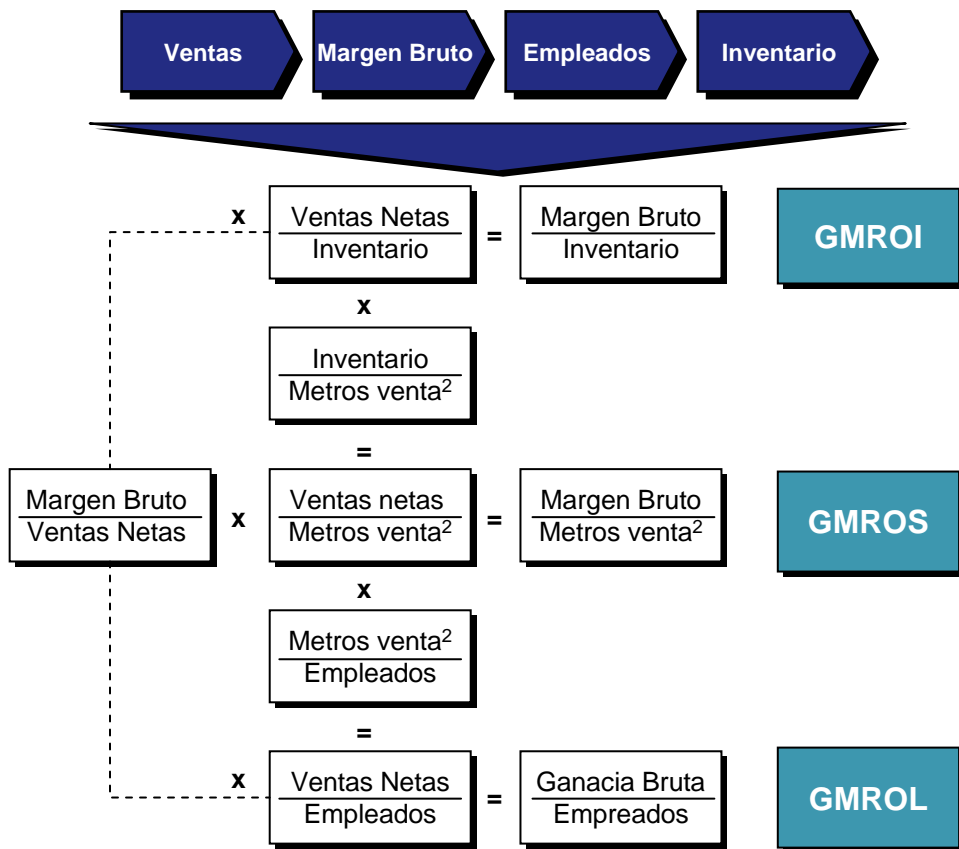 Ventas
Margen Bruto
Empleados
Inventario
x
Ventas Netas
Inventario
=
Margen Bruto
Inventario
GMROI
x
Inventario
Metros venta²
=
Margen Bruto
Ventas Netas
x
Ventas netas
Metros venta²
=
Margen Bruto
Metros venta²
GMROS
x
Metros venta²
Empleados
=
x
Ventas Netas
Empleados
=
Ganacia Bruta
Empreados
GMROL